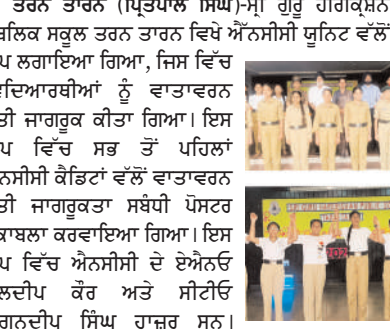 ਤਰਨ ਤਾਰਨ (ਪ੍ਰਿਤਪਾਲ ਸਿੰਘ)-ਸ੍ਰੀ ਗੁਰੂ ਹਰਿਕ੍ਰਿਸ਼ਨ
ਬਲਿਕ ਸਕੂਲ ਤਰਨ ਤਾਰਨ ਵਿਖੇ ਐੱਨਸੀਸੀ ਯੂਨਿਟ ਵੱਲੋਂ
ਪ ਲਗਾਇਆ ਗਿਆ, ਜਿਸ ਵਿੱਚ
ਦਿਆਰਥੀਆਂ ਨੂੰ ਵਾਤਾਵਰਨ
ਤੀ ਜਾਗਰੂਕ ਕੀਤਾ ਗਿਆ। ਇਸ
ਪ ਵਿੱਚ ਸਭ ਤੋਂ ਪਹਿਲਾਂ
ਨਸੀਸੀ ਕੈਡਿਟਾਂ ਵੱਲੋਂ ਵਾਤਾਵਰਨ
ਤੀ ਜਾਗਰੂਕਤਾ ਸਬੰਧੀ ਪੋਸਟਰ
ਕਾਬਲਾ ਕਰਵਾਇਆ ਗਿਆ। ਇਸ
ਪ ਵਿੱਚ ਐਨਸੀਸੀ ਦੇ ਏਐਨਓ
ਲਦੀਪ ਕੌਰ ਅਤੇ ਸੀਟੀਓ
ਗਨਦੀਪ ਸਿੰਘ ਹਾਜ਼ਰ ਸਨ।